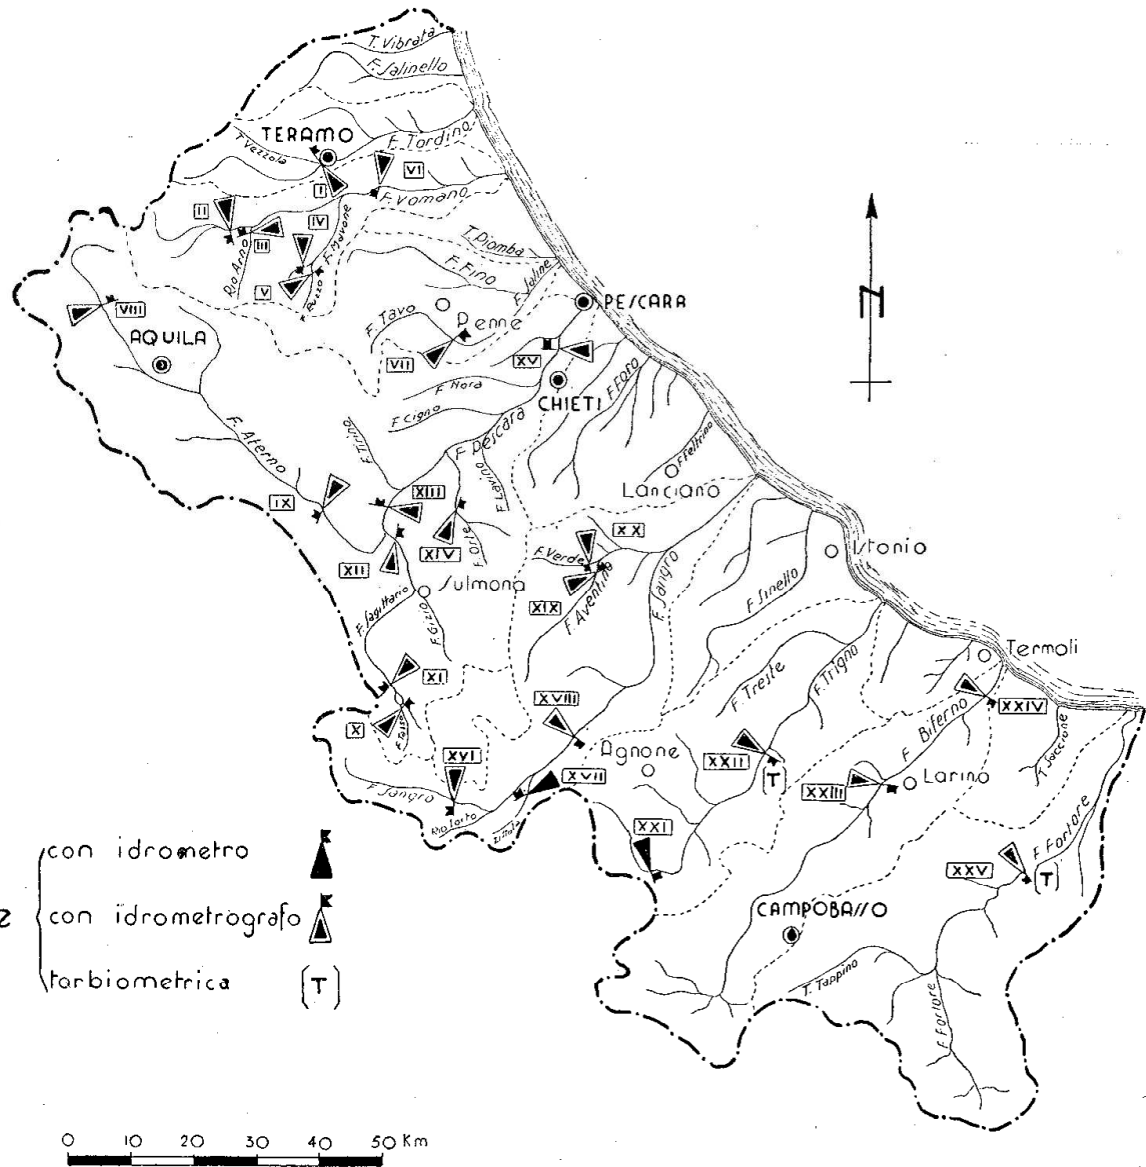 T. Vibrata
F. Salinello
TERAMO
T. Vezzola
F. Tordino
VI
I
II
F. Vomano
IV
III
F. Mavone
Rio Arno
V
F. Ruzzo
T. Piomba
F. Fino
F. Saline
N
VIII
PESCARA
F. Tavo
Penne
AQUILA
XV
VII
F. Nora
CHIETI
F. Foro
F. Cigno
F. Pescara
F. Aterno
F. Tirino
F. Lavino
F. Feltrino
Lanciano
XIII
IX
XIV
F. Orte
XX
F. Verde
Istonio
XII
Sulmona
XIX
F. Aventino
F. Sangro
F. Sinello
F. Sagittario
F. Gizio
Termoli
XI
F. Treste
F. Trigno
XVIII
XXIV
X
F. Tasso
F. Biferno
XVI
Agnone
XXII
T. Saccione
XVII
(T)
Larino
F. Sangro
XXIII
Rio Torto
XXI
F. Fortore
con idrometro
XXV
(T)
CAMPOBASSO
con idrometrografo
torbiometrica (T)
T. Tappino
F. Fortore
0 10 20 30 40 50 Km